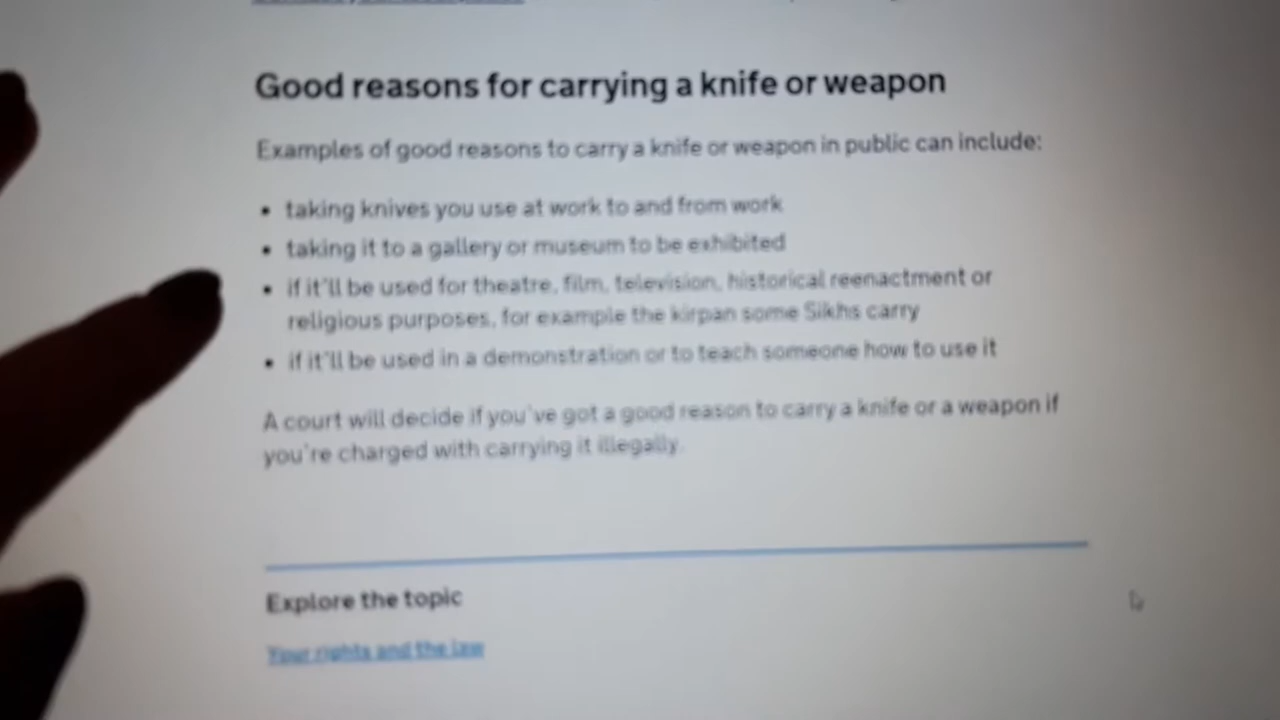 Good reasons for carrying a knife or weapon
Examples of good reasons to carry a knife or weapon in public can include:
• taking knives you use at work to and from work
• taking it to a gallery or museum to be exhibited
• if it'll be used for theatre, film, television, historical reenactment or
religious purposes, for example the kirpan some Sikhs carry
• if it'll be used in a demonstration or to teach someone how to use it
A court will decide if you've got a good reason to carry a knife or a weapon if
you're charged with carrying it illegally.
Explore the topic
Your rights and the law